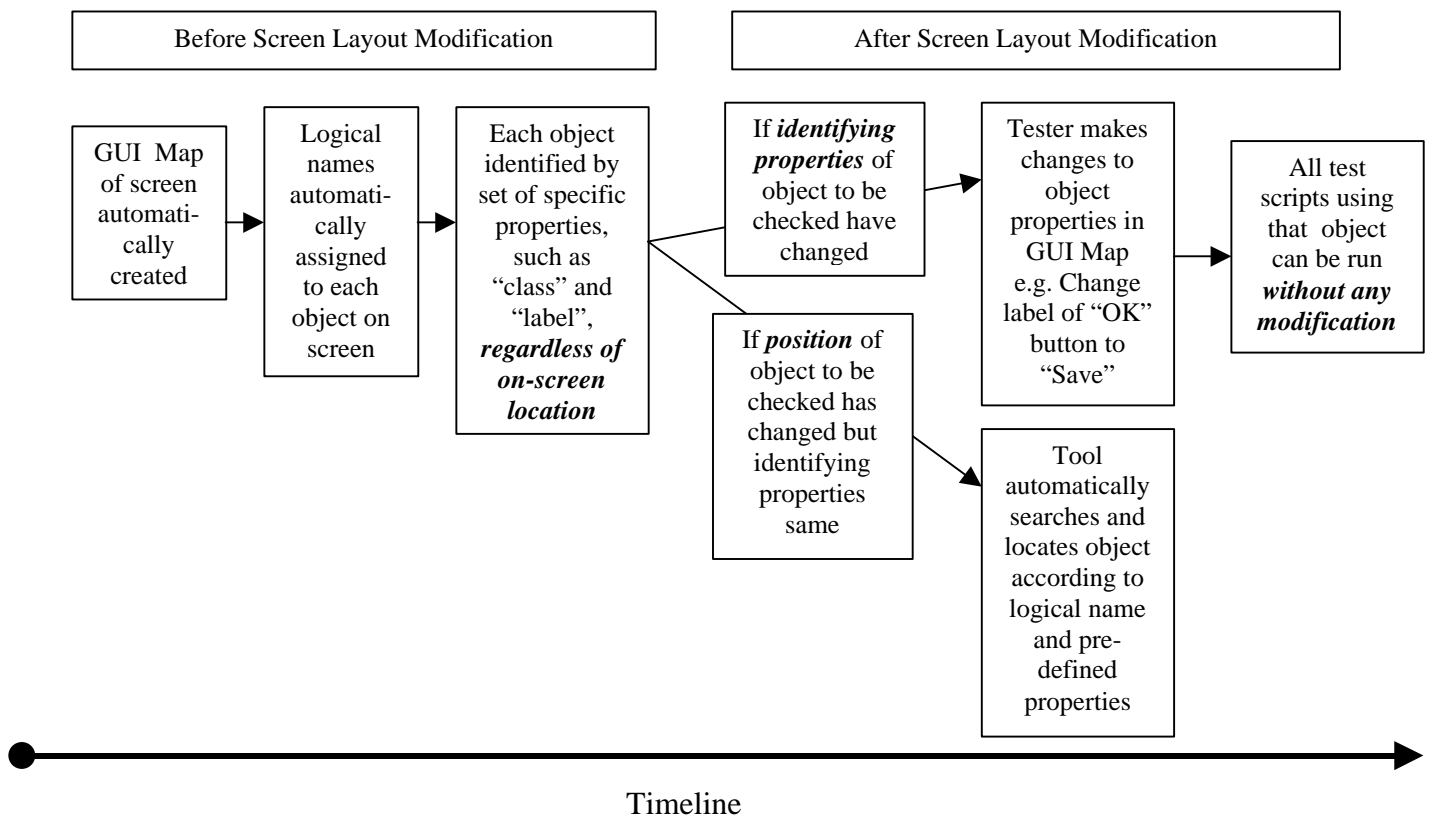 Before Screen Layout Modification
After Screen Layout Modification
GUI Map
of screen
automati-
cally
created
Logical
names
automati-
cally
assigned
to each
object on
screen
Each object
identified by
set of specific
properties,
such as
“class” and
“label”,
regardless of
on-screen
location
If identifying
properties of
object to be
checked have
changed
If position of
object to be
checked has
changed but
identifying
properties
same
Tester makes
changes to
object
properties in
GUI Map
e.g. Change
label of “OK”
button to
“Save”
Tool
automatically
searches and
locates object
according to
logical name
and pre-
defined
properties
All test
scripts using
that object
can be run
without any
modification
Timeline